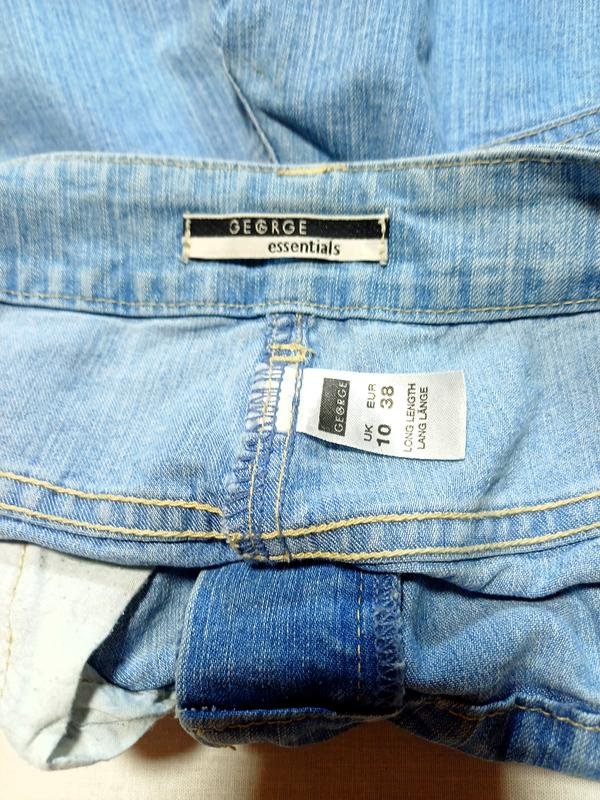 GEORGE
essentials
GEORGE
UK EUR
10 38
LONG LENGTH
LANG LÄNGE